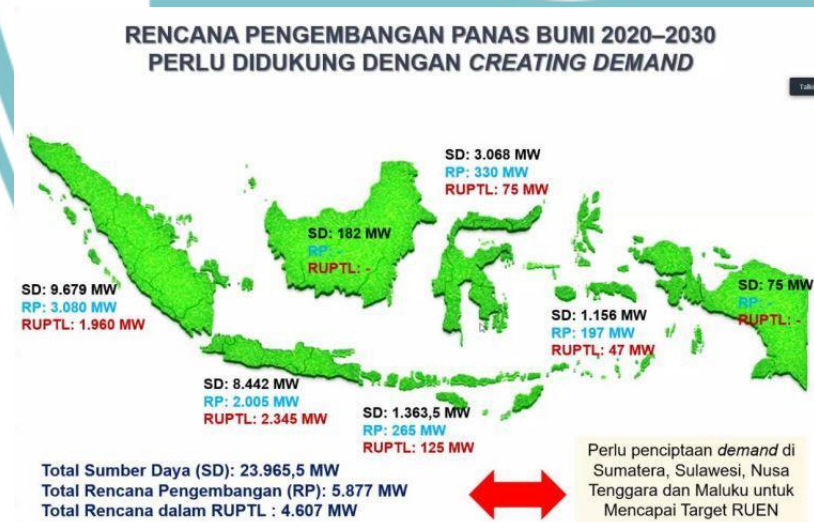 RENCANA PENGEMBANGAN PANAS BUMI 2020–2030
PERLU DIDUKUNG DENGAN CREATING DEMAND
SD: 3.068 MW
RP: 330 MW
RUPTL: 75 MW
SD: 182 MW
RP: -
RUPTL: -
SD: 9.679 MW
RP: 3.080 MW
RUPTL: 1.960 MW
SD: 75 MW
RP: -
RUPTL: -
SD: 1.156 MW
RP: 197 MW
RUPTL: 47 MW
SD: 8.442 MW
RP: 2.005 MW
RUPTL: 2.345 MW
SD: 1.363,5 MW
RP: 265 MW
RUPTL: 125 MW
Total Sumber Daya (SD): 23.965,5 MW
Total Rencana Pengembangan (RP): 5.877 MW
Total Rencana dalam RUPTL : 4.607 MW
Perlu penciptaan demand di
Sumatera, Sulawesi, Nusa
Tenggara dan Maluku untuk
Mencapai Target RUEN